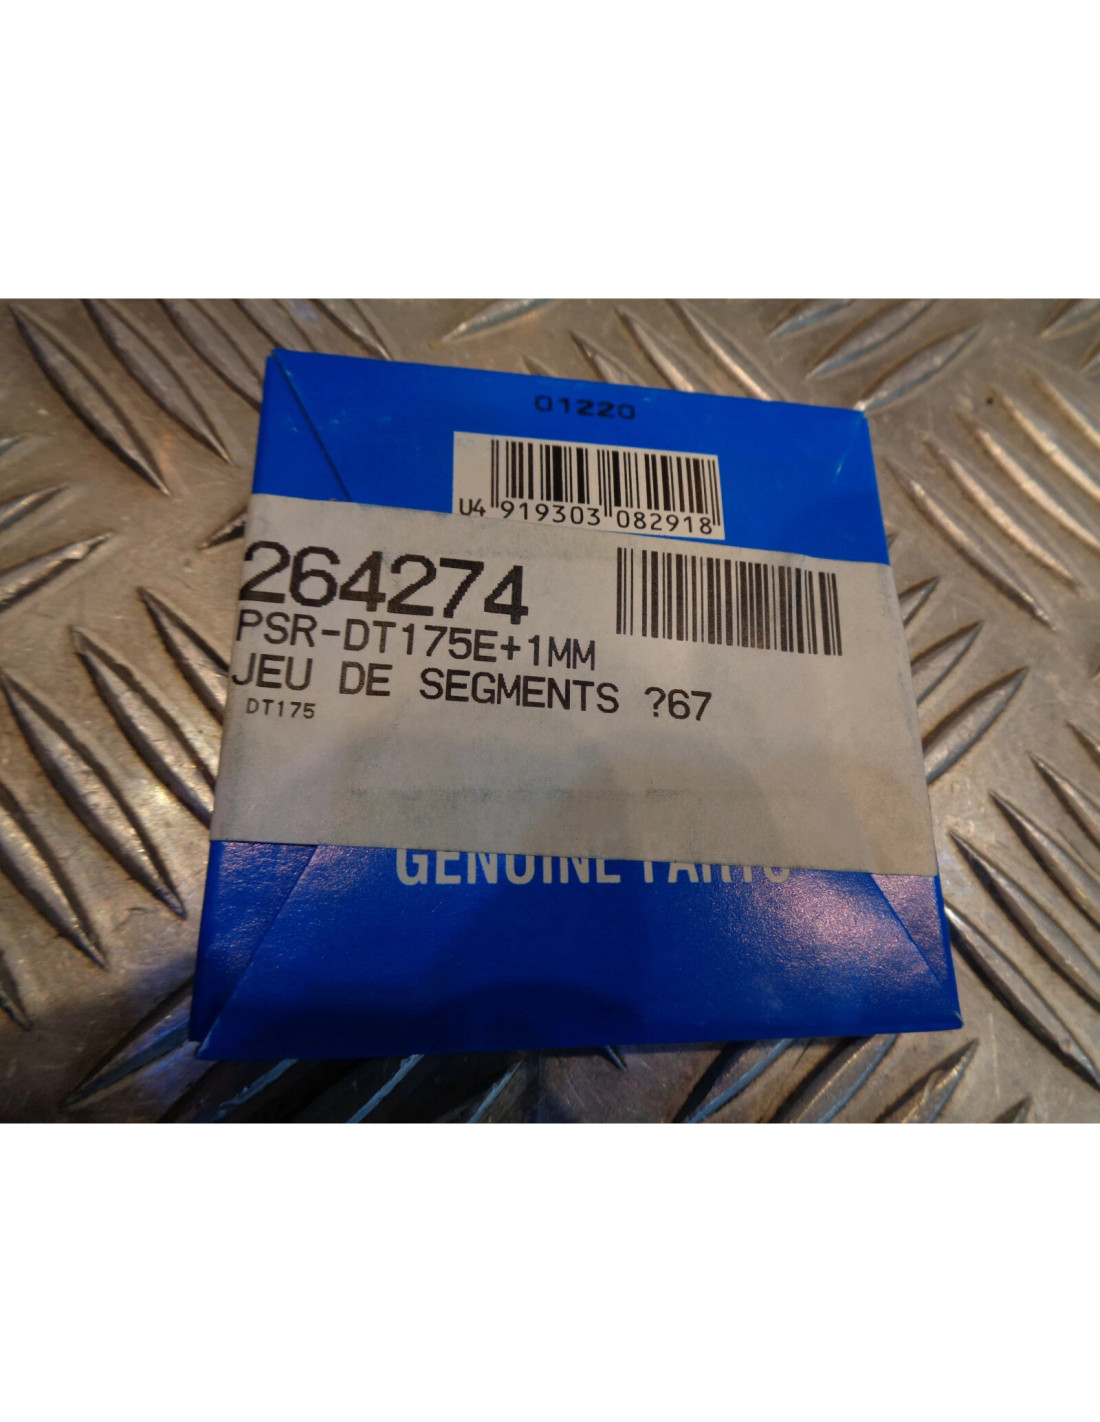 01220
U4 919303 082918
264274
PSR-DT175E+1MM
JEU DE SEGMENTS ?67
DT175
GENUINE PARTS